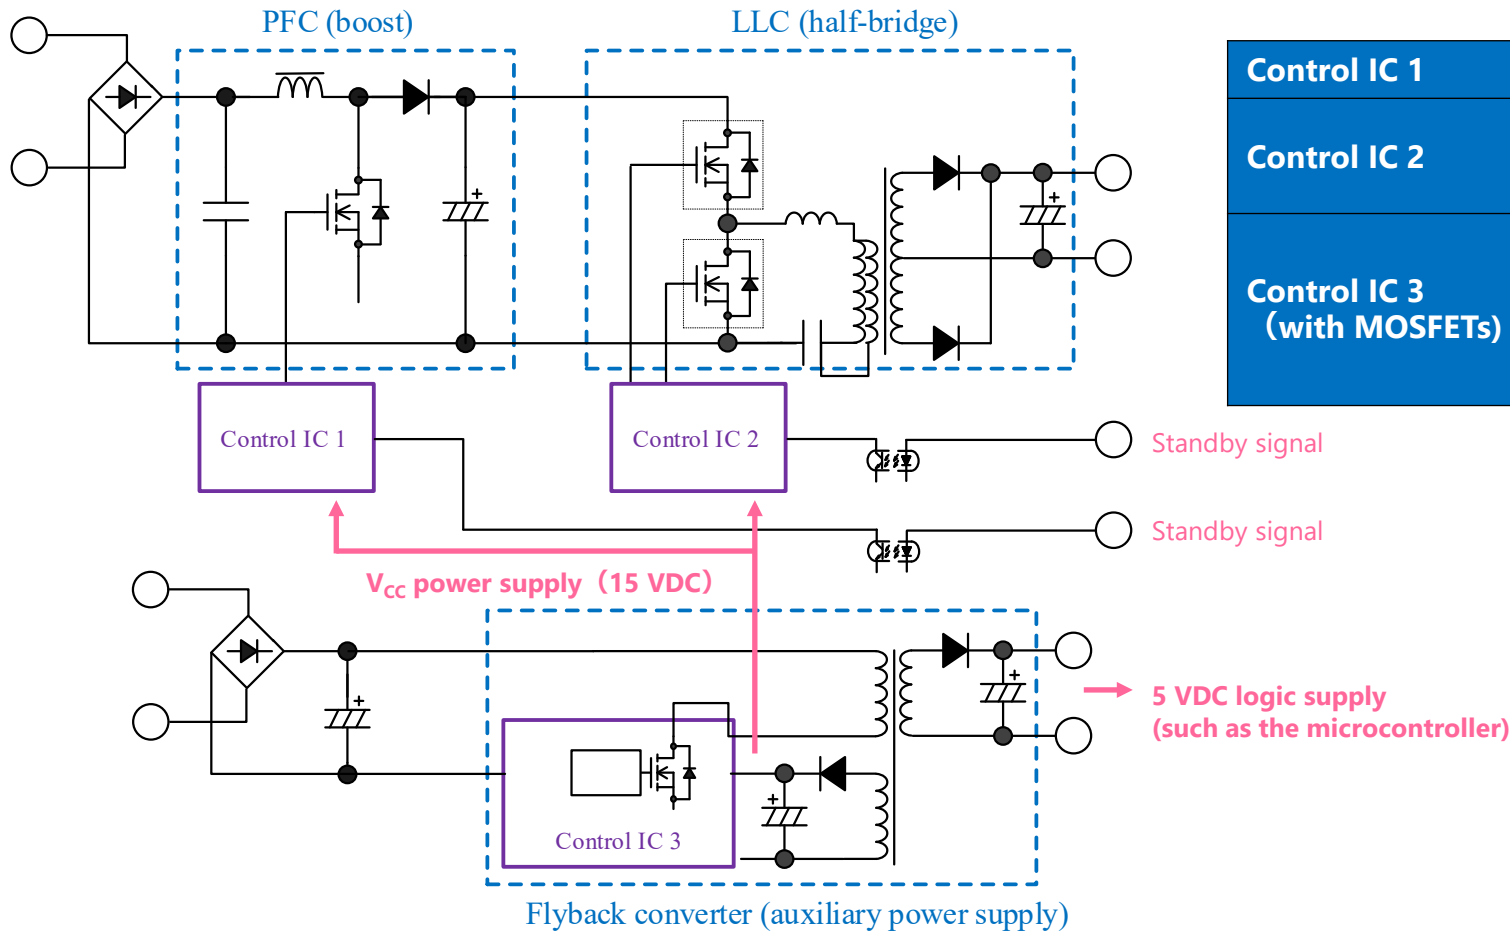 PFC (boost)
LLC (half-bridge)
Control IC 1
Control IC 2
Control IC 3
（with MOSFETs)
Control IC 1
Control IC 2
Standby signal
Standby signal
VCC power supply（15 VDC）
5 VDC logic supply
(such as the microcontroller)
Control IC 3
Flyback converter (auxiliary power supply)